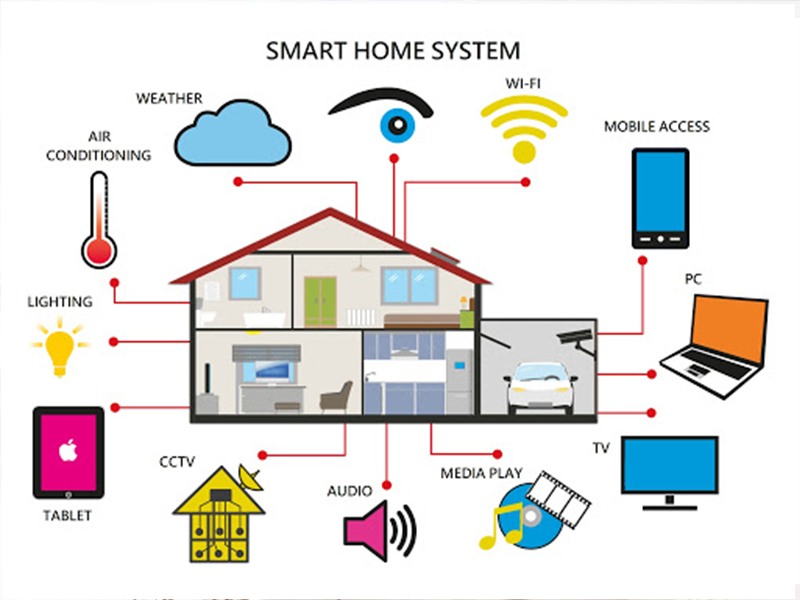 SMART HOME SYSTEM
WEATHER
WI-FI
AIR
CONDITIONING
MOBILE ACCESS
LIGHTING
PC
TABLET
CCTV
AUDIO
MEDIA PLAY
TV